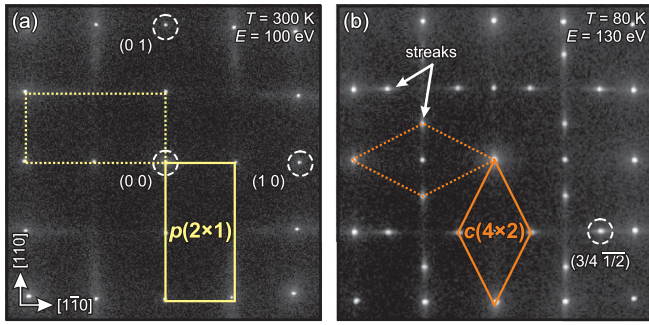 (a)
T = 300 K
E = 100 eV
(0 1)
(0 0)
(1 0)
p(2×1)
[110]
[11̅0]
(b)
T = 80 K
E = 130 eV
streaks
c(4×2)
(3/4 1̅/̅2̅)